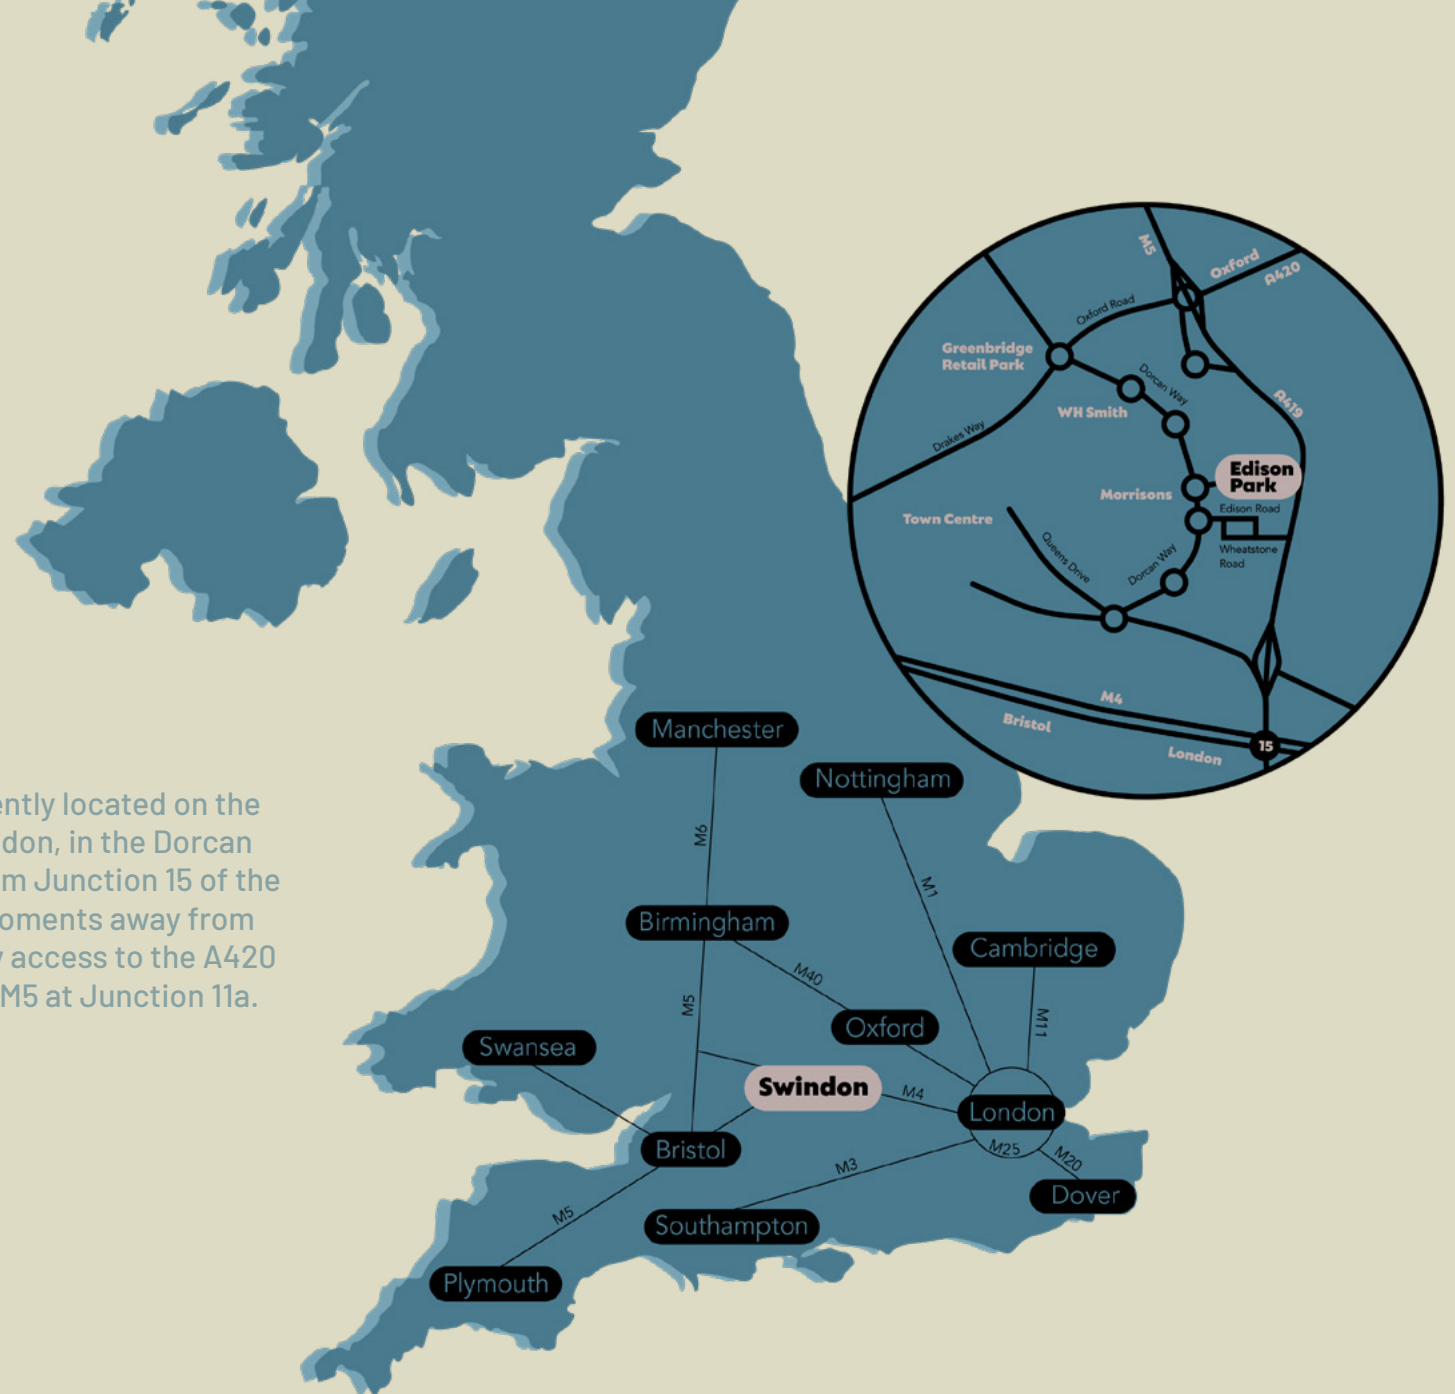 M5
Oxford
A420
Oxford Road
Greenbridge
Retail Park
Dorcan Way
WH Smith
A419
Drakes Way
Edison
Park
Morrisons
Edison Road
Town Centre
Queens Drive
Dorcan Way
Wheatstone
Road
M4
Bristol
London
15
Manchester
Nottingham
ently located on the
don, in the Dorcan
m Junction 15 of the
oments away from
access to the A420
M5 at Junction 11a.
M6
M1
Birmingham
Cambridge
M40
M5
M11
Oxford
Swansea
Swindon
M4
London
Bristol
M25
M20
M3
Dover
M5
Southampton
Plymouth